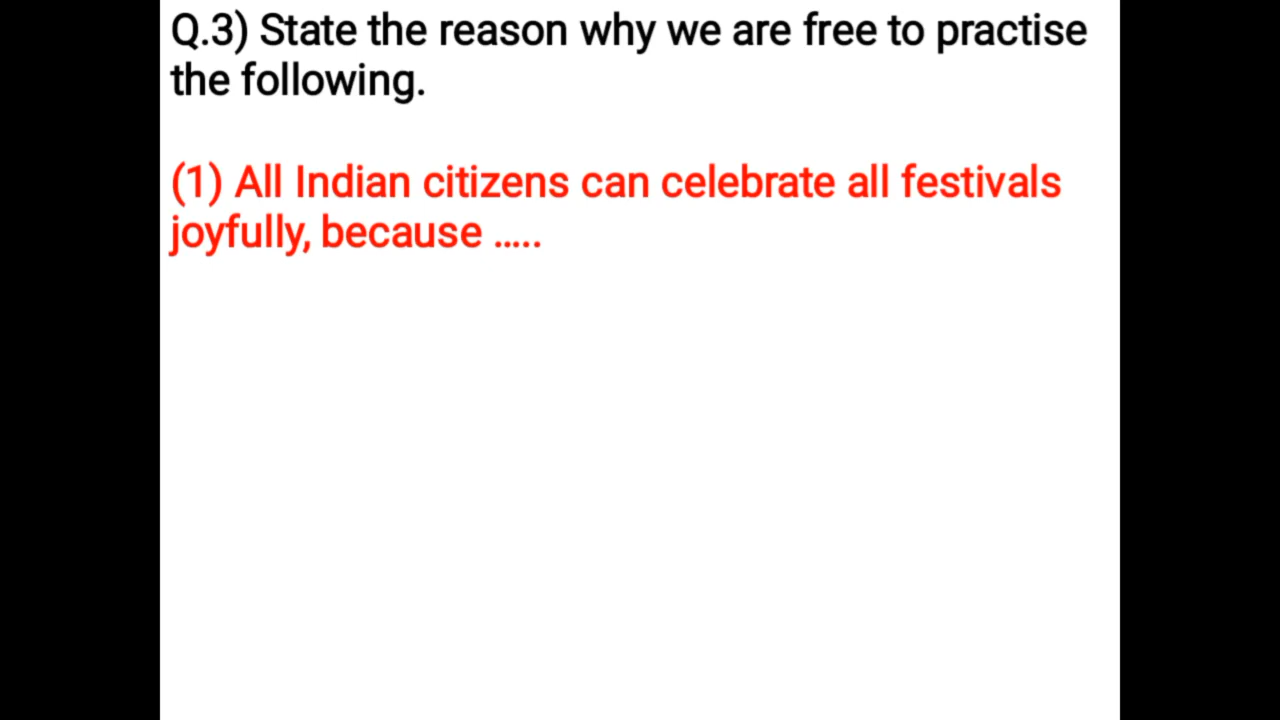 Q.3) State the reason why we are free to practise
the following.
(1) All Indian citizens can celebrate all festivals
joyfully, because .....